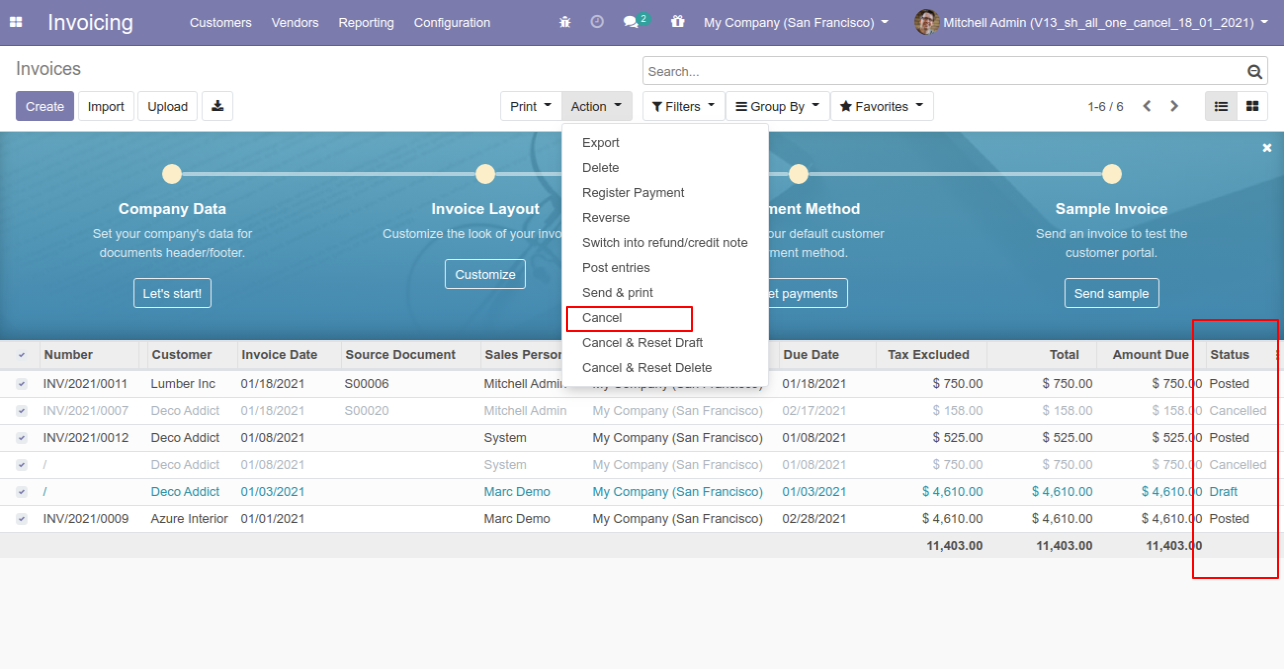 Invoicing Customers Vendors Reporting Configuration 2 My Company (San Francisco) Mitchell Admin (V13_sh_all_one_cancel_18_01_2021)
Invoices
Search...
Create Import Upload Print Action Filters Group By Favorites 1-6 / 6
Export
Delete
Register Payment
Reverse
Switch into refund/credit note
Post entries
Send & print
Cancel
Cancel & Reset Draft
Cancel & Reset Delete
Company Data
Set your company's data for
documents header/footer.
Let's start!
Invoice Layout
Customize the look of your
Customize
Method
default customer
method.
payments
Sample Invoice
Send an invoice to test the
customer portal.
Send sample
Number Customer Invoice Date Source Document Sales Person Due Date Tax Excluded Total Amount Due Status
INV/2021/0011 Lumber Inc 01/18/2021 S00006 Mitchell Admin My Company (San Francisco) 01/18/2021 $ 750.00 $ 750.00 $ 750.00 Posted
INV/2021/0007 Deco Addict 01/18/2021 S00020 Mitchell Admin My Company (San Francisco) 02/17/2021 $ 158.00 $ 158.00 $ 158.00 Cancelled
INV/2021/0012 Deco Addict 01/08/2021 System My Company (San Francisco) 01/08/2021 $ 525.00 $ 525.00 $ 525.00 Posted
/ Deco Addict 01/08/2021 System My Company (San Francisco) 01/08/2021 $ 750.00 $ 750.00 $ 750.00 Cancelled
/ Deco Addict 01/03/2021 Marc Demo My Company (San Francisco) 01/03/2021 $ 4,610.00 $ 4,610.00 $ 4,610.00 Draft
INV/2021/0009 Azure Interior 01/01/2021 Marc Demo My Company (San Francisco) 02/28/2021 $ 4,610.00 $ 4,610.00 $ 4,610.00 Posted
11,403.00 11,403.00 11,403.00